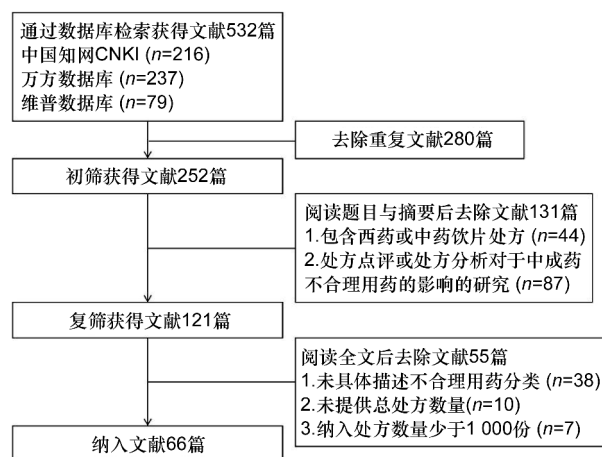 通过数据库检索获得文献532篇
中国知网CNKI (n=216)
万方数据库 (n=237)
维普数据库 (n=79)
去除重复文献280篇
初筛获得文献252篇
阅读题目与摘要后去除文献131篇
1.包含西药或中药饮片处方 (n=44)
2.处方点评或处方分析对于中成药
不合理用药的影响的研究 (n=87)
复筛获得文献121篇
阅读全文后去除文献55篇
1.未具体描述不合理用药分类 (n=38)
2.未提供总处方数量(n=10)
3.纳入处方数量少于1 000份 (n=7)
纳入文献66篇